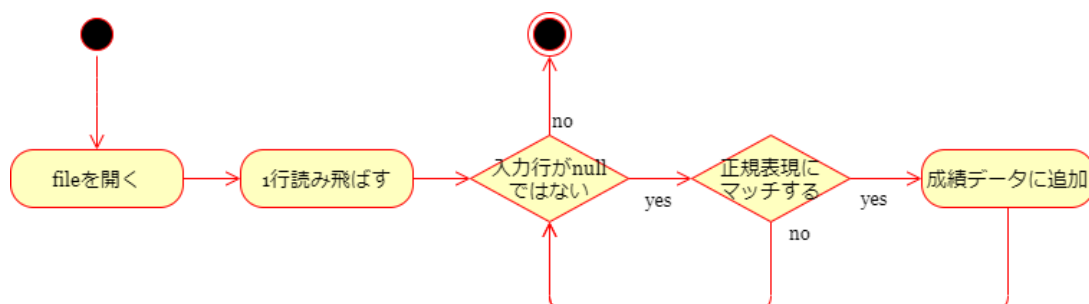 fileを開く
1行読み飛ばす
入力行がnull
ではない
no
yes
正規表現に
マッチする
yes
no
成績データに追加